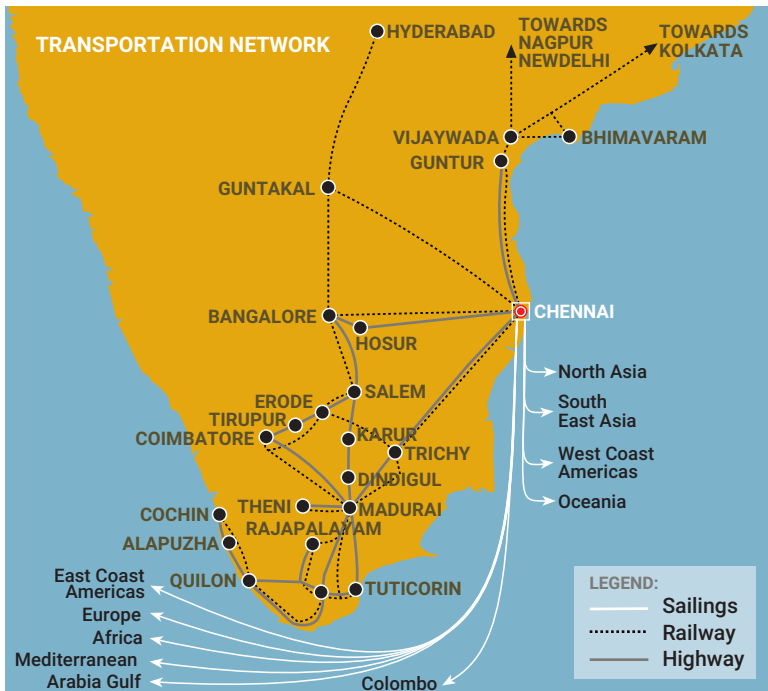 TRANSPORTATION NETWORK
HYDERABAD
TOWARDS
NAGPUR
NEWDELHI
TOWARDS
KOLKATA
VIJAYWADA
BHIMAVARAM
GUNTUR
GUNTAKAL
BANGALORE
HOSUR
CHENNAI
North Asia
South
East Asia
West Coast
Americas
Oceania
SALEM
ERODE
TIRUPUR
COIMBATORE
KARUR
TRICHY
DINDIGUL
THENI
MADURAI
RAJAPALAYAM
COCHIN
ALAPUZHA
QUILON
TUTICORIN
East Coast
Americas
Europe
Africa
Mediterranean
Arabia Gulf
Colombo
LEGEND:
Sailings
Railway
Highway